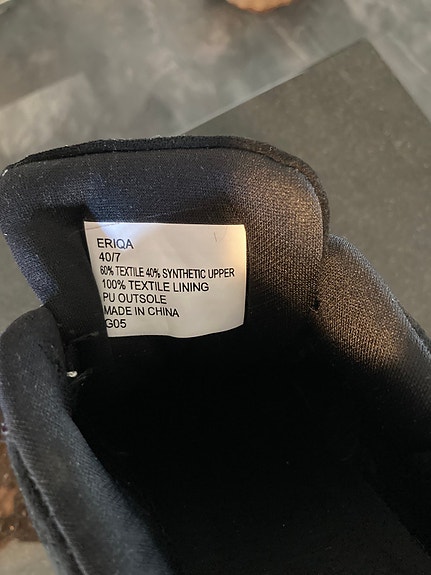 ERIQA
40/7
60% TEXTILE 40% SYNTHETIC UPPER
100% TEXTILE LINING
PU OUTSOLE
MADE IN CHINA
G05